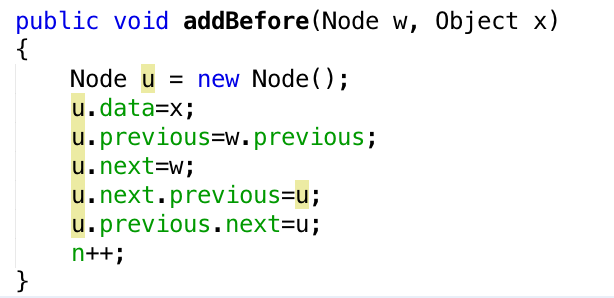 public void addBefore(Node w, Object x)
{
    Node u = new Node();
    u.data=x;
    u.previous=w.previous;
    u.next=w;
    u.next.previous=u;
    u.previous.next=u;
    n++;
}